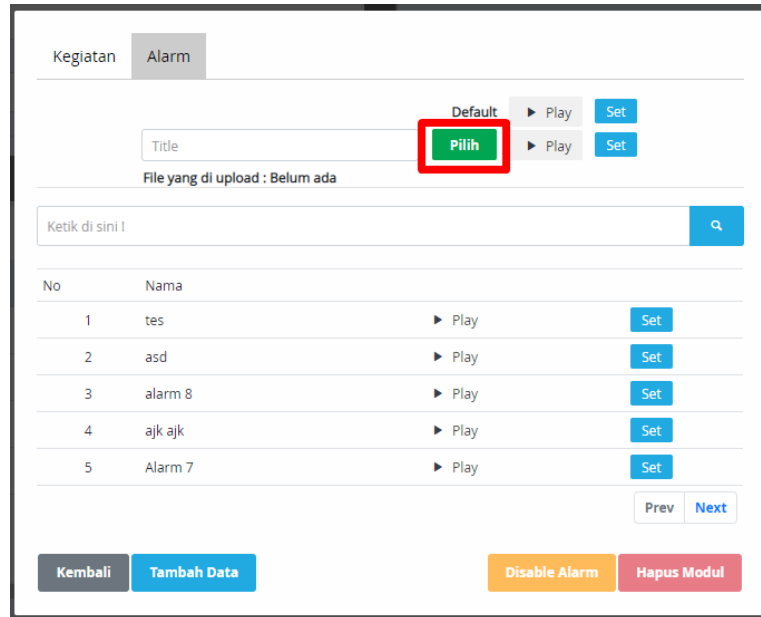 Kegiatan Alarm
Default Play Set
Title Pilih Play Set
File yang di upload : Belum ada
Ketik di sini
No Nama
1 tes Play Set
2 asd Play Set
3 alarm 8 Play Set
4 ajk ajk Play Set
5 Alarm 7 Play Set
Prev Next
Kembali Tambah Data Disable Alarm Hapus Modul